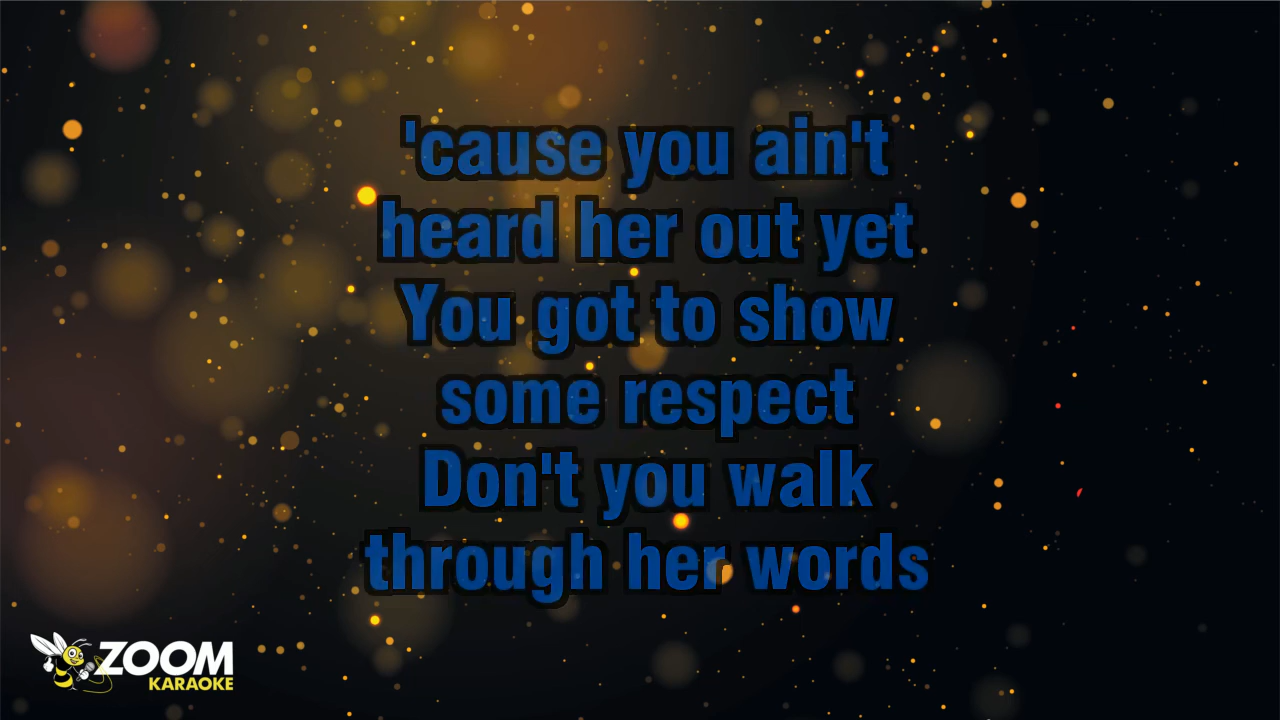 'cause you ain't
heard her out yet
You got to show
some respect
Don't you walk
through her words
ZOOM
KARAOKE